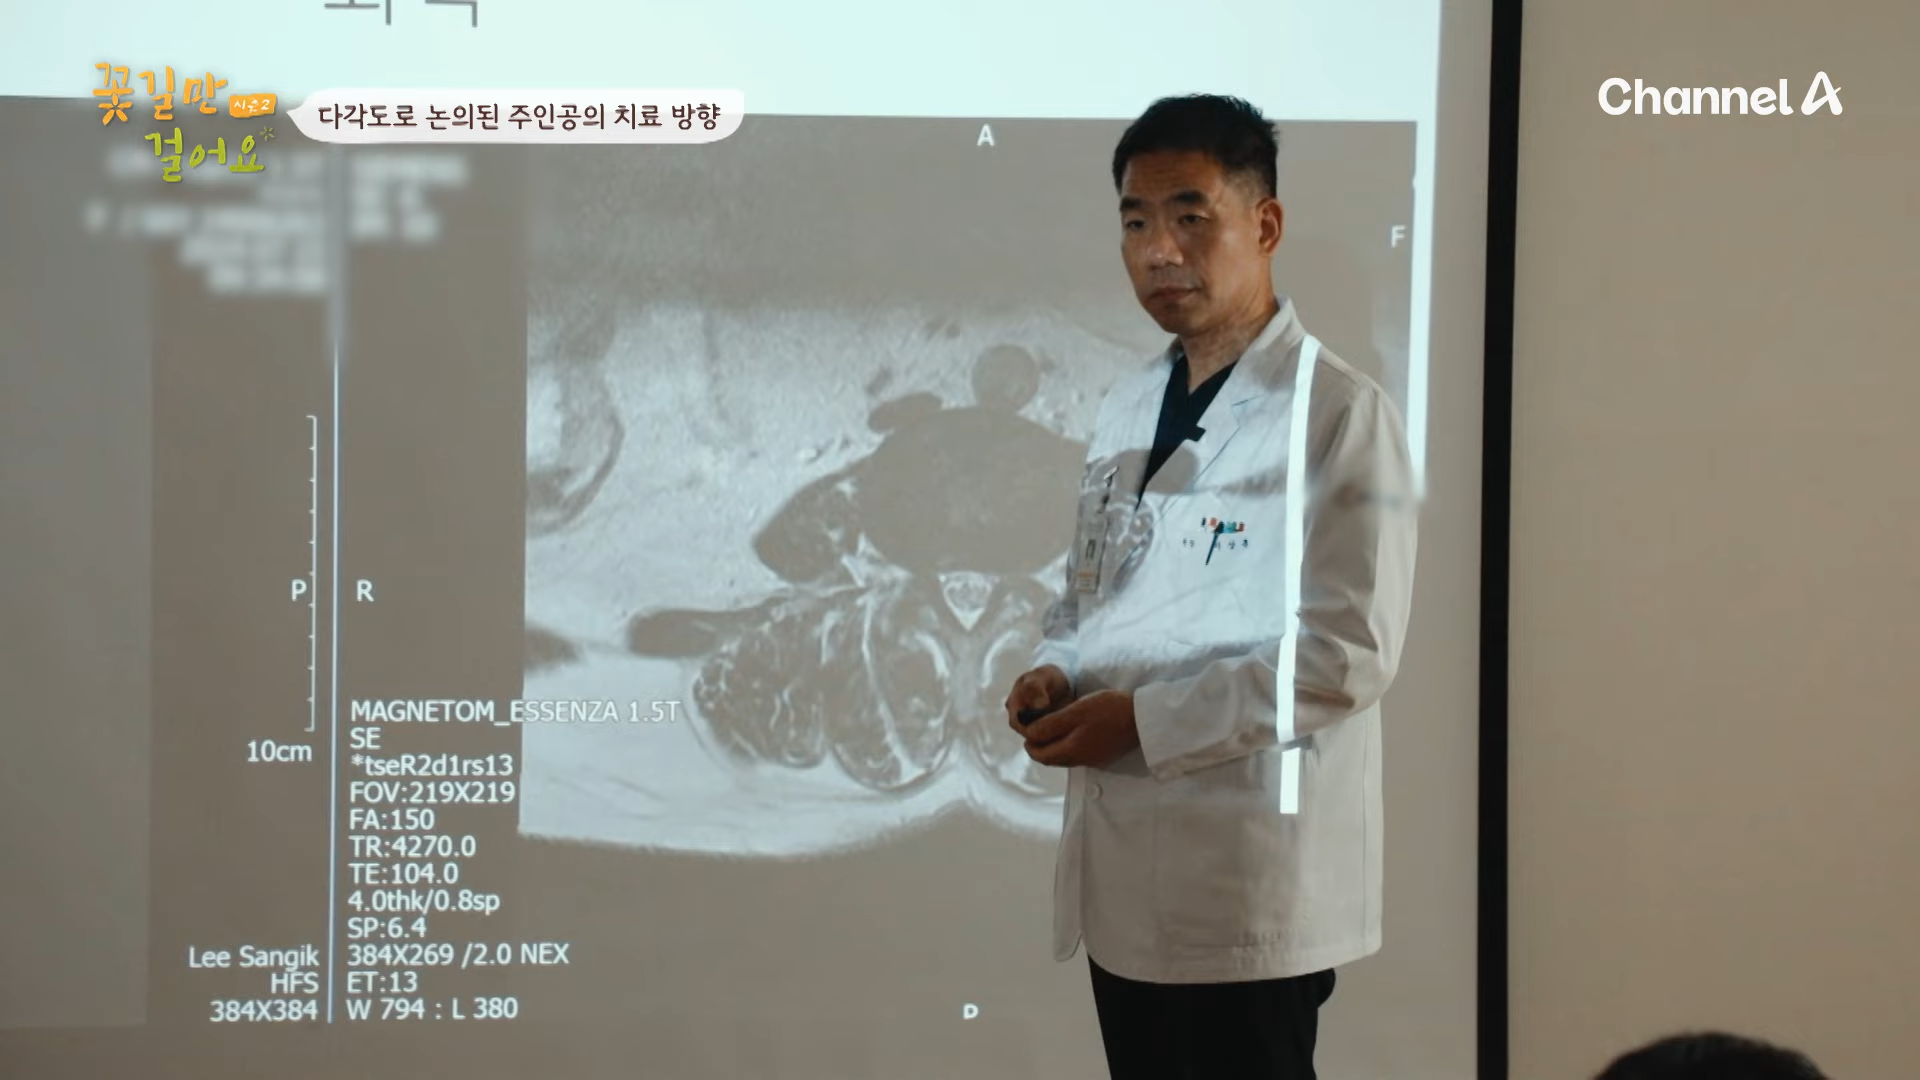 꽃길만
시즌2
걸어요
다각도로 논의된 주인공의 치료 방향
Channel A
A
F
P
R
10cm
MAGNETOM_ESSENZA 1.5T
SE
*tseR2d1rs13
FOV:219X219
FA:150
TR:4270.0
TE:104.0
4.0thk/0.8sp
SP:6.4
Lee Sangik 384X269 /2.0 NEX
HFS ET:13
384X384 W 794 : L 380
P